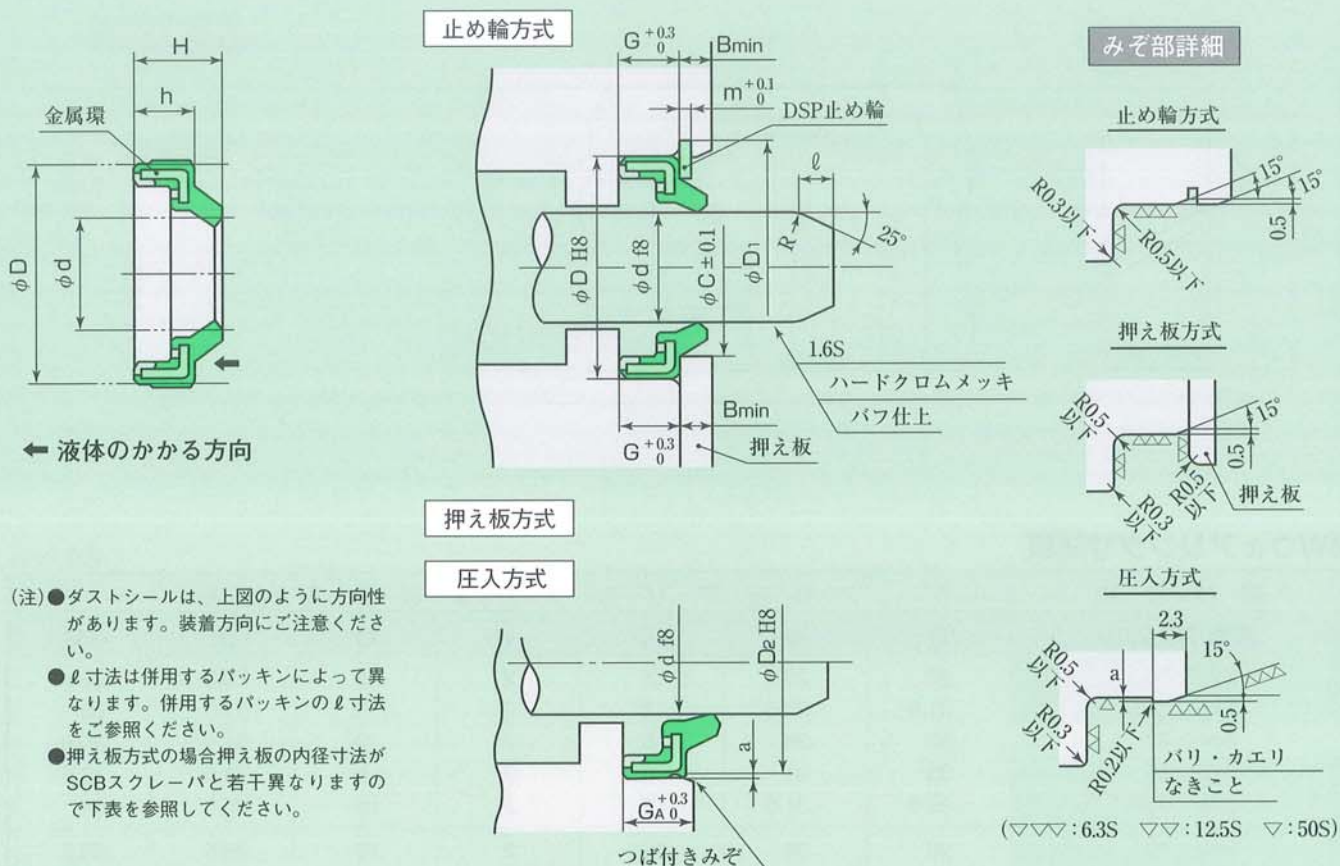 H
h
金属環
φD
φd
← 液体のかかる方向
(注)●ダストシールは、上図のように方向性
があります。装着方向にご注意くださ
い。
●ℓ寸法は併用するパッキンによって異
なります。併用するパッキンのℓ寸法
をご参照ください。
●押え板方式の場合押え板の内径寸法が
SCBスクレーパと若干異なりますの
で下表を参照してください。
止め輪方式
G +0.3 0
Bmin
m +0.1 0
DSP止め輪
ℓ
R
25°
φD H8
φd f8
φC±0.1
φD1
1.6S
ハードクロムメッキ
バフ仕上
Bmin
G +0.3 0
押え板
押え板方式
圧入方式
φd f8
φD2 H8
a
GA +0.3 0
つば付きみぞ
みぞ部詳細
止め輪方式
15°
15°
R0.3以下
R0.5以下
0.5
押え板方式
R0.5
以下
15°
0.5
R0.5
以下
R0.3
以下
押え板
圧入方式
2.3
R0.5
以下
a
15°
R0.3
以下
R0.2以下
0.5
バリ・カエリ
なきこと
(▽▽▽:6.3S ▽▽:12.5S ▽:50S)